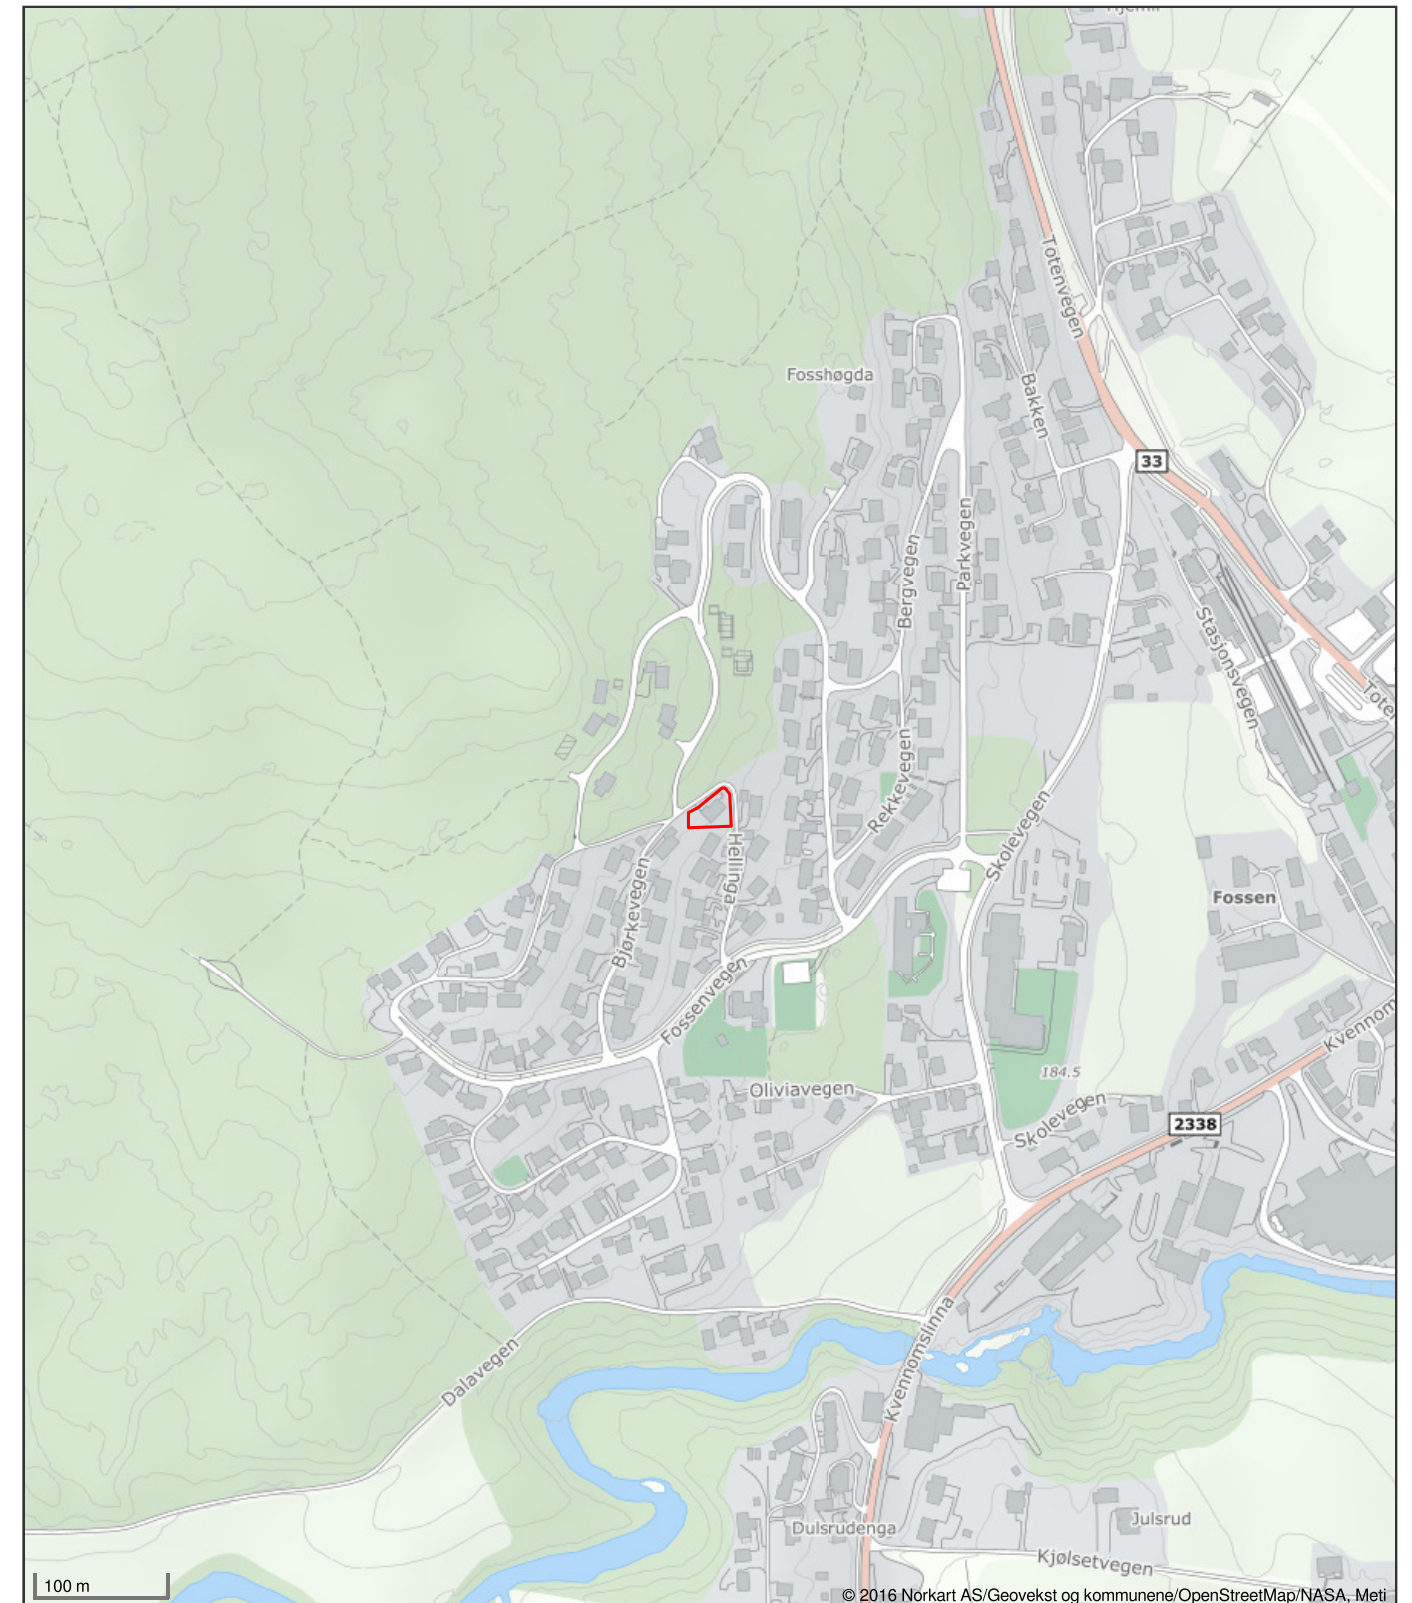 Totenvegen
Fosshøgda
Bakken
33
Bergvegen
Parkvegen
Stasjonsvegen
Rekkevegen
Skolevegen
Hellinga
Bjørkevegen
Fossen
Fossenvegen
Kvennom
184.5
Oliviavegen
Skolevegen
2338
Kvennomslinna
Dalavegen
Dulsrudenga
Julsrud
Kjølsetvegen
100 m
© 2016 Norkart AS/Geovekst og kommunene/OpenStreetMap/NASA, Meti